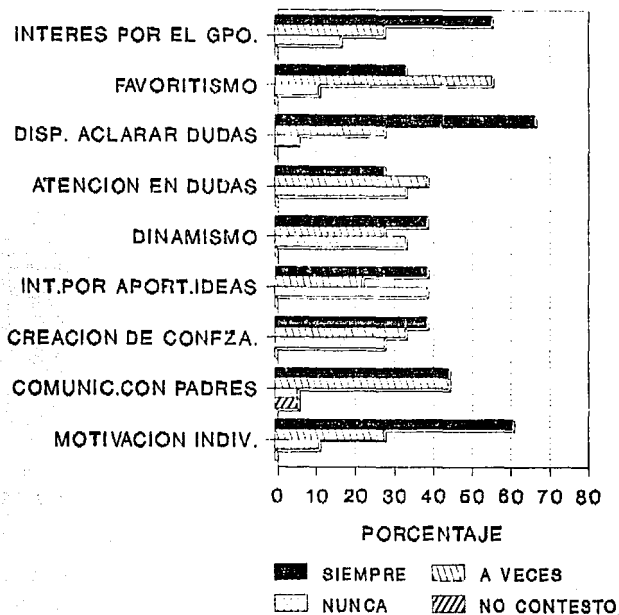 INTERES POR EL GPO.
FAVORITISMO
DISP. ACLARAR DUDAS
ATENCION EN DUDAS
DINAMISMO
INT.POR APORT.IDEAS
CREACION DE CONFZA.
COMUNIC.CON PADRES
MOTIVACION INDIV.
0 10 20 30 40 50 60 70 80
PORCENTAJE
SIEMPRE A VECES
NUNCA NO CONTESTO